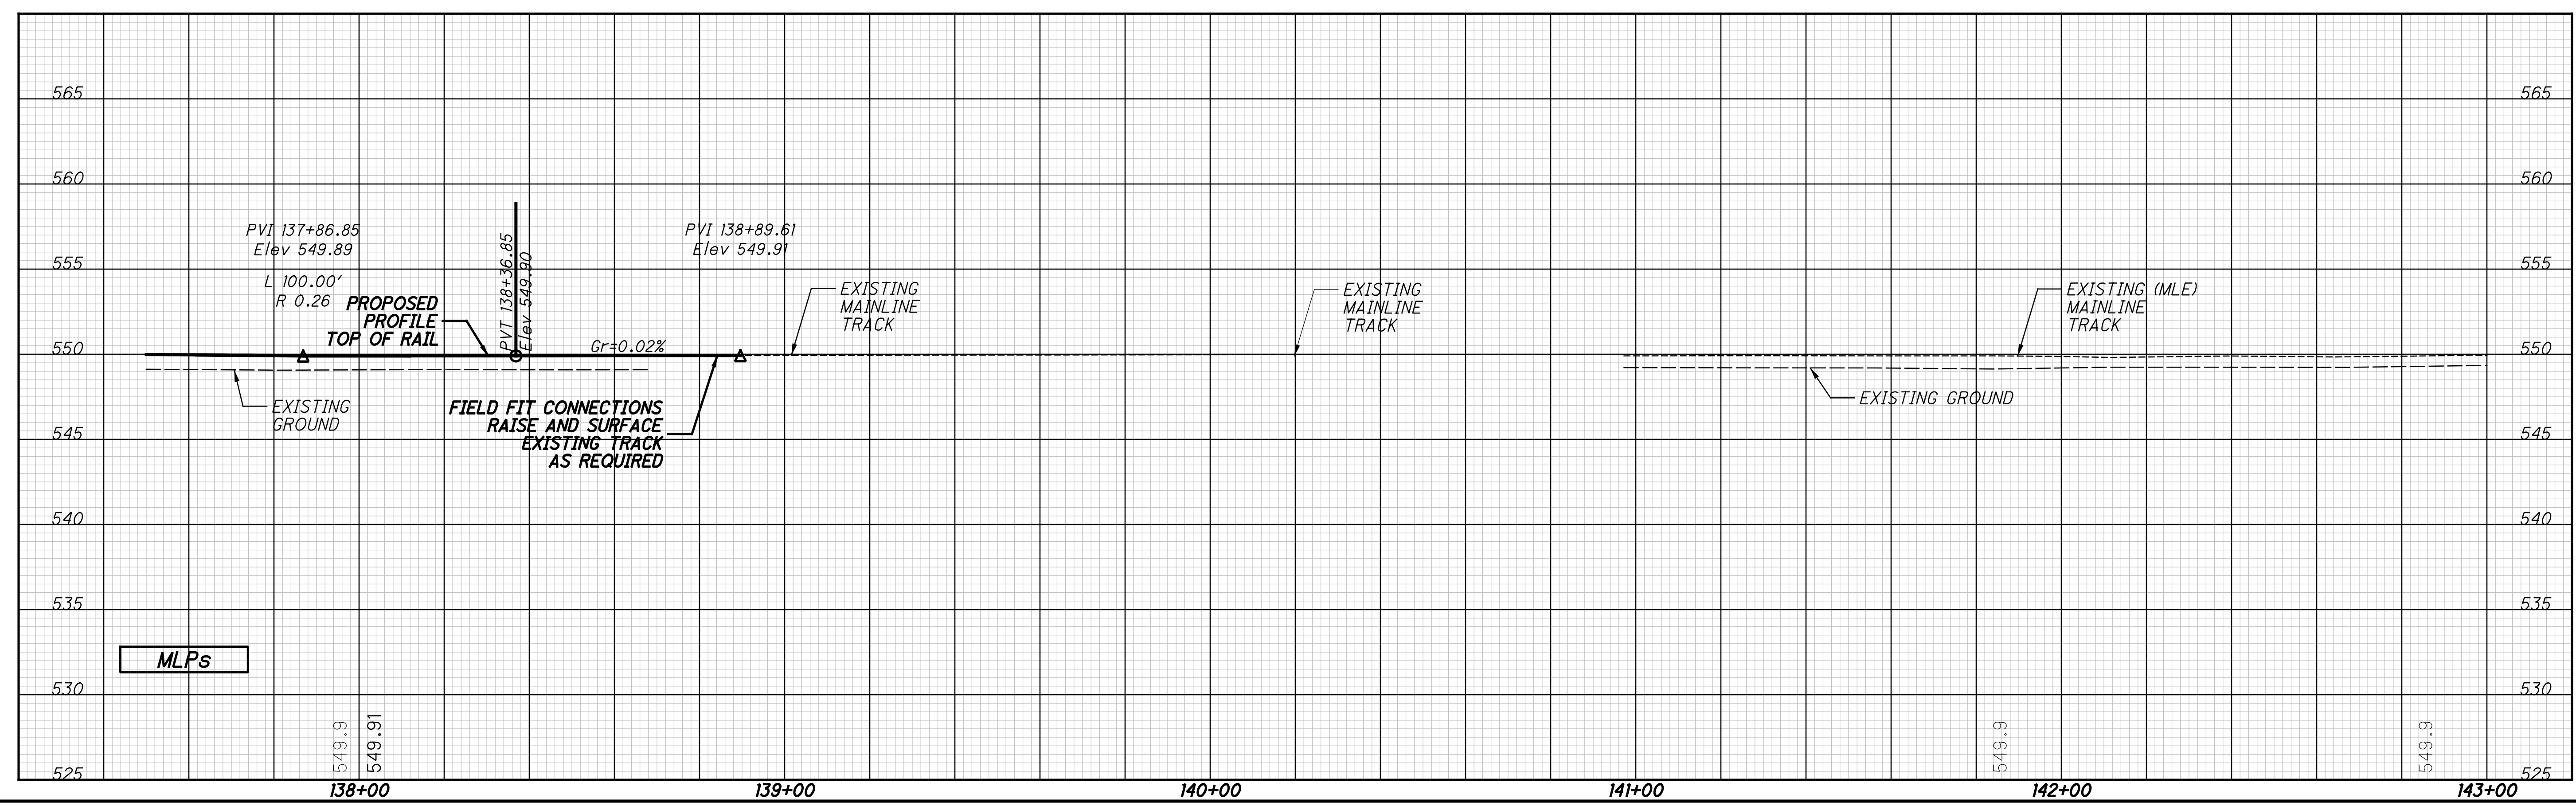 565
565
560
560
PVI 137+86.85
Elev 549.89
L 100.00'
R 0.26
PVT 138+36.85
Elev 549.90
PVI 138+89.61
Elev 549.91
555
555
PROPOSED
PROFILE
TOP OF RAIL
EXISTING
MAINLINE
TRACK
EXISTING
MAINLINE
TRACK
EXISTING (MLE)
MAINLINE
TRACK
Gr=0.02%
550
550
EXISTING
GROUND
FIELD FIT CONNECTIONS
RAISE AND SURFACE
EXISTING TRACK
AS REQUIRED
EXISTING GROUND
545
545
540
540
535
535
MLPs
530
530
549.9
549.91
549.9
549.9
525
525
138+00
139+00
140+00
141+00
142+00
143+00